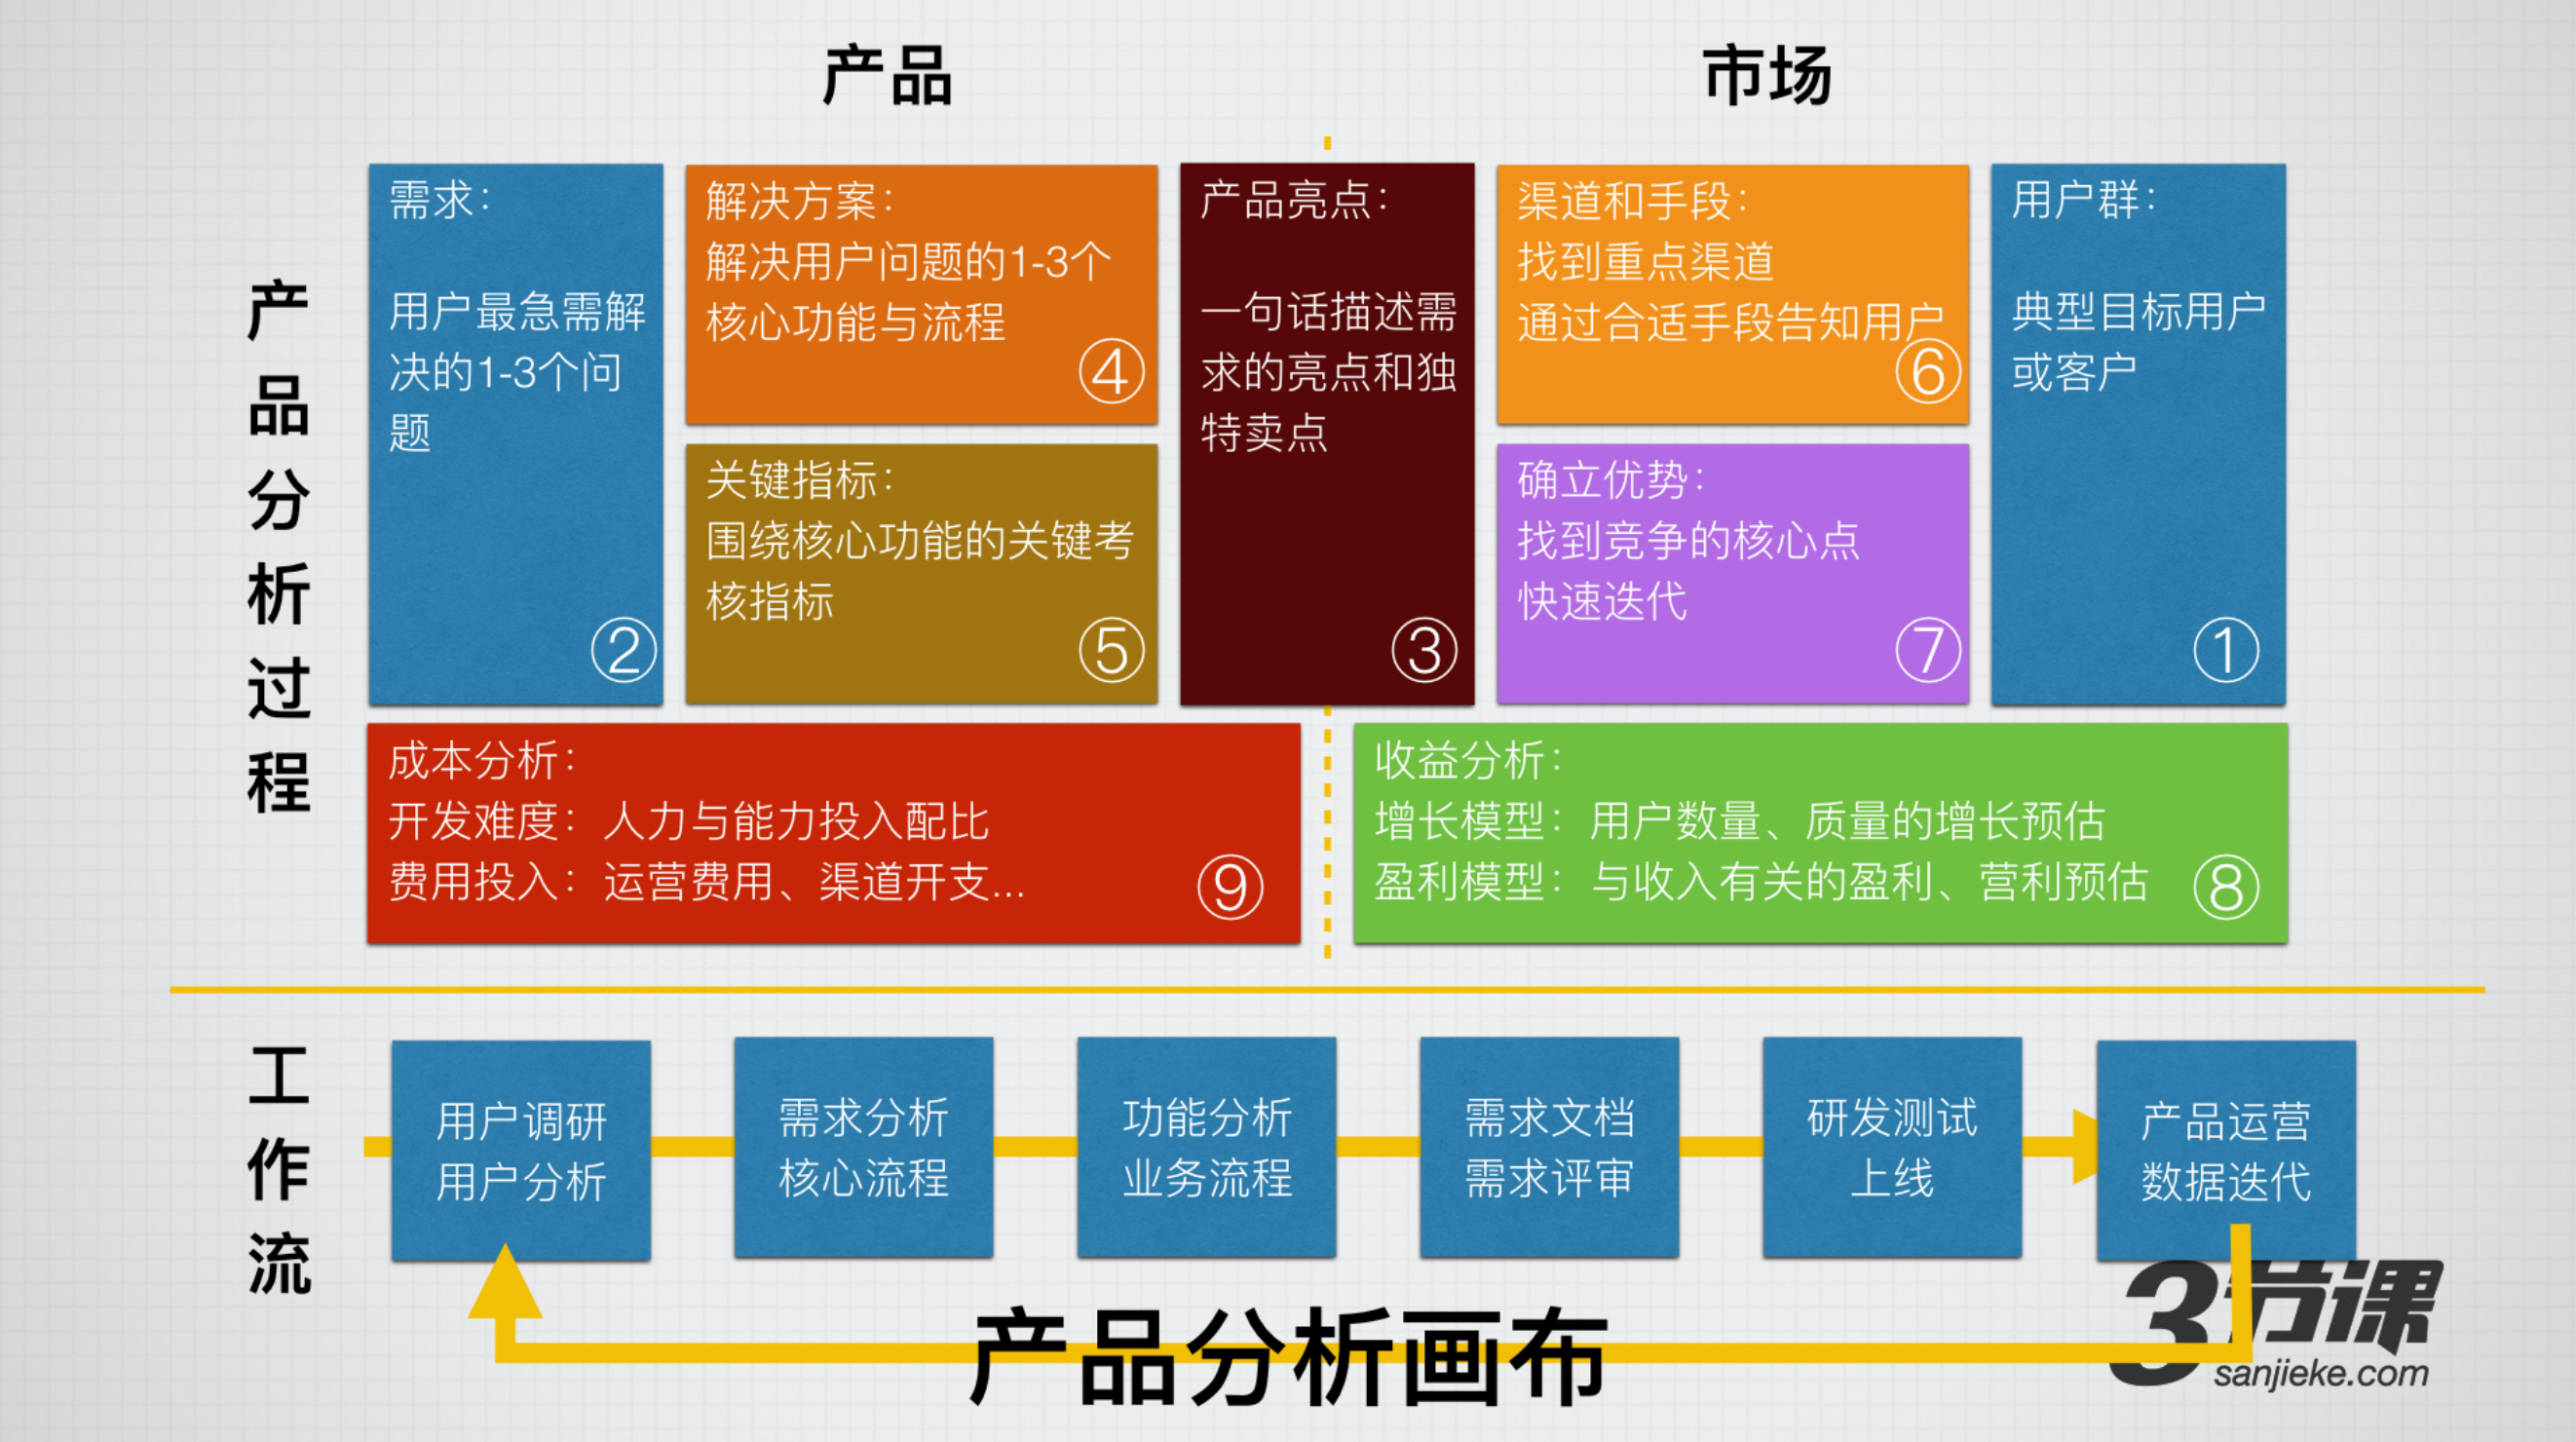 产品
市场
产品分析过程
需求：
用户最急需解
决的1-3个问
题
②
解决方案：
解决用户问题的1-3个
核心功能与流程
④
关键指标：
围绕核心功能的关键考
核指标
⑤
产品亮点：
一句话描述需
求的亮点和独
特卖点
③
渠道和手段：
找到重点渠道
通过合适手段告知用户
⑥
确立优势：
找到竞争的核心点
快速迭代
⑦
用户群：
典型目标用户
或客户
①
成本分析：
开发难度：人力与能力投入配比
费用投入：运营费用、渠道开支...
⑨
收益分析：
增长模型：用户数量、质量的增长预估
盈利模型：与收入有关的盈利、营利预估
⑧
工作流
用户调研
用户分析
需求分析
核心流程
功能分析
业务流程
需求文档
需求评审
研发测试
上线
产品运营
数据迭代
产品分析画布
3节课
sanjieke.com